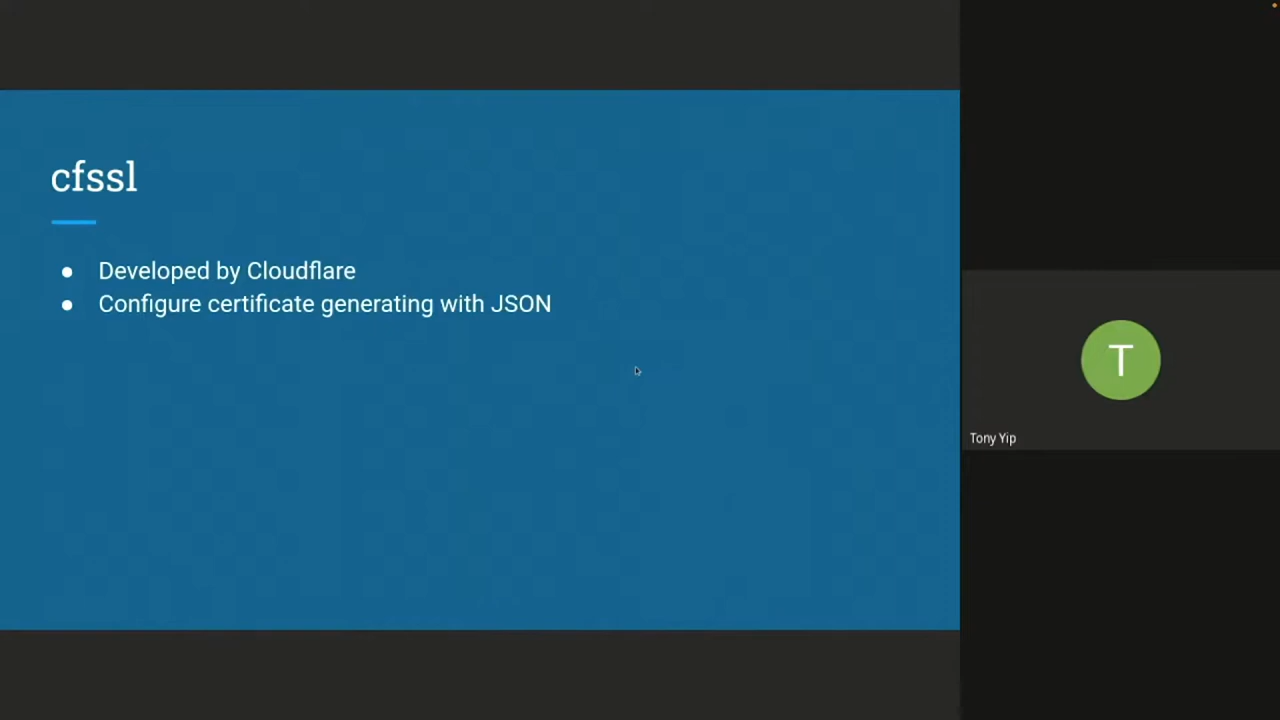 cfssl
● Developed by Cloudflare
● Configure certificate generating with JSON
T
Tony Yip